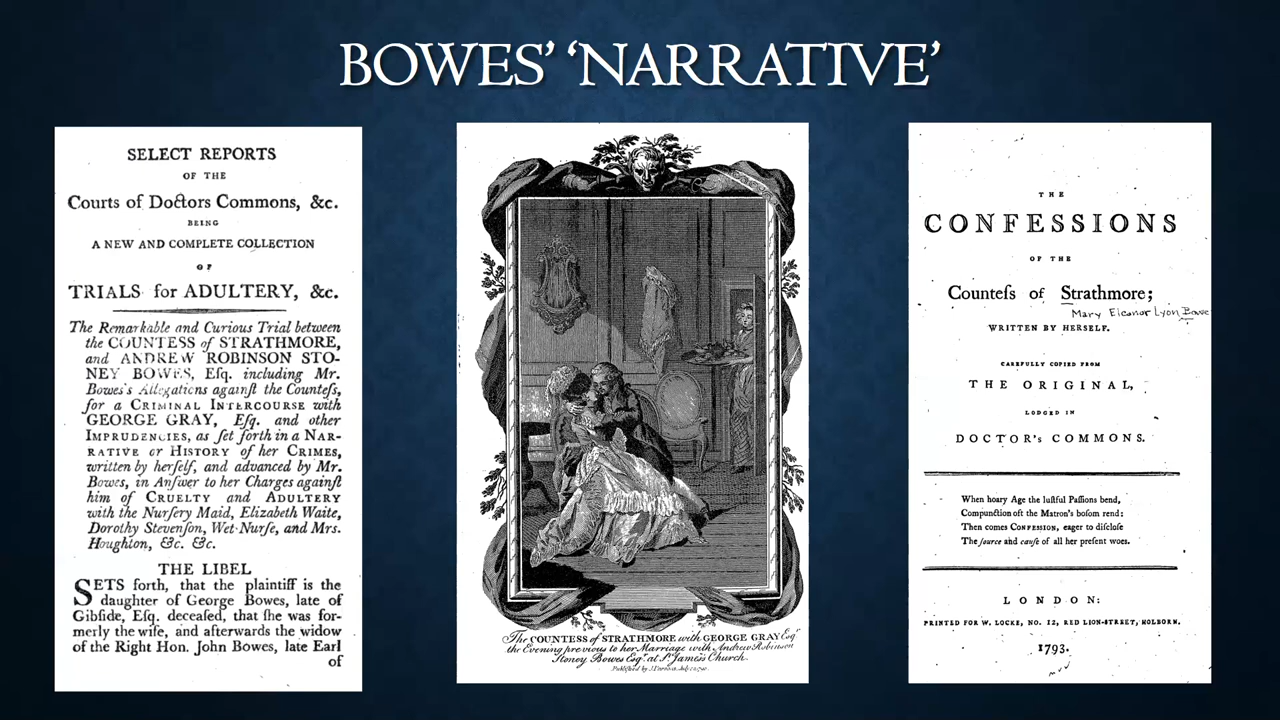 BOWES' 'NARRATIVE'
SELECT REPORTS
OF THE
Courts of Doctors Commons, &c.
BEING
A NEW AND COMPLETE COLLECTION
OF
TRIALS for ADULTERY, &c.
The Remarkable and Curious Trial between
the COUNTESS of STRATHMORE,
and ANDREW ROBINSON STO-
NEY BOWES, Eſq. including Mr.
Bowes's Allegations againſt the Counteſs,
for a CRIMINAL INTERCOURSE with
GEORGE GRAY, Eſq. and other
IMPRUDENCIES, as ſet forth in a NAR-
RATIVE or HISTORY of her CRIMES,
written by herſelf, and advanced by Mr.
Bowes, in Anſwer to her Charges againſt
him of CRUELTY and ADULTERY
with the Nurſery Maid, Elizabeth Waite,
Dorothy Stevenſon, Wet-Nurſe, and Mrs.
Houghton, &c. &c.
THE LIBEL
SETS forth, that the plaintiff is the
daughter of George Bowes, late of
Gibſide, Eſq. deceaſed, that ſhe was for-
merly the wife, and afterwards the widow
of the Right Hon. John Bowes, late Earl
of
The COUNTESS of STRATHMORE with GEORGE GRAY Esqr.
the Evening previous to her Marriage with Andrew Robinson
Stoney Bowes Esqr. at St. James's Church.
Published by
THE
CONFESSIONS
OF THE
Counteſs of Strathmore;
Mary Eleanor Lyon Bowe
WRITTEN BY HERSELF.
CAREFULLY COPIED FROM
THE ORIGINAL,
LODGED IN
DOCTOR's COMMONS.
When hoary Age the luſtful Paſſions bend,
Compunction oft the Matron's boſom rend:
Then comes CONFESSION, eager to diſcloſe
The ſource and cauſe of all her preſent woes.
LONDON:
PRINTED FOR W. LOCKE, NO. 12, RED LION-STREET, HOLBORN.
1793.